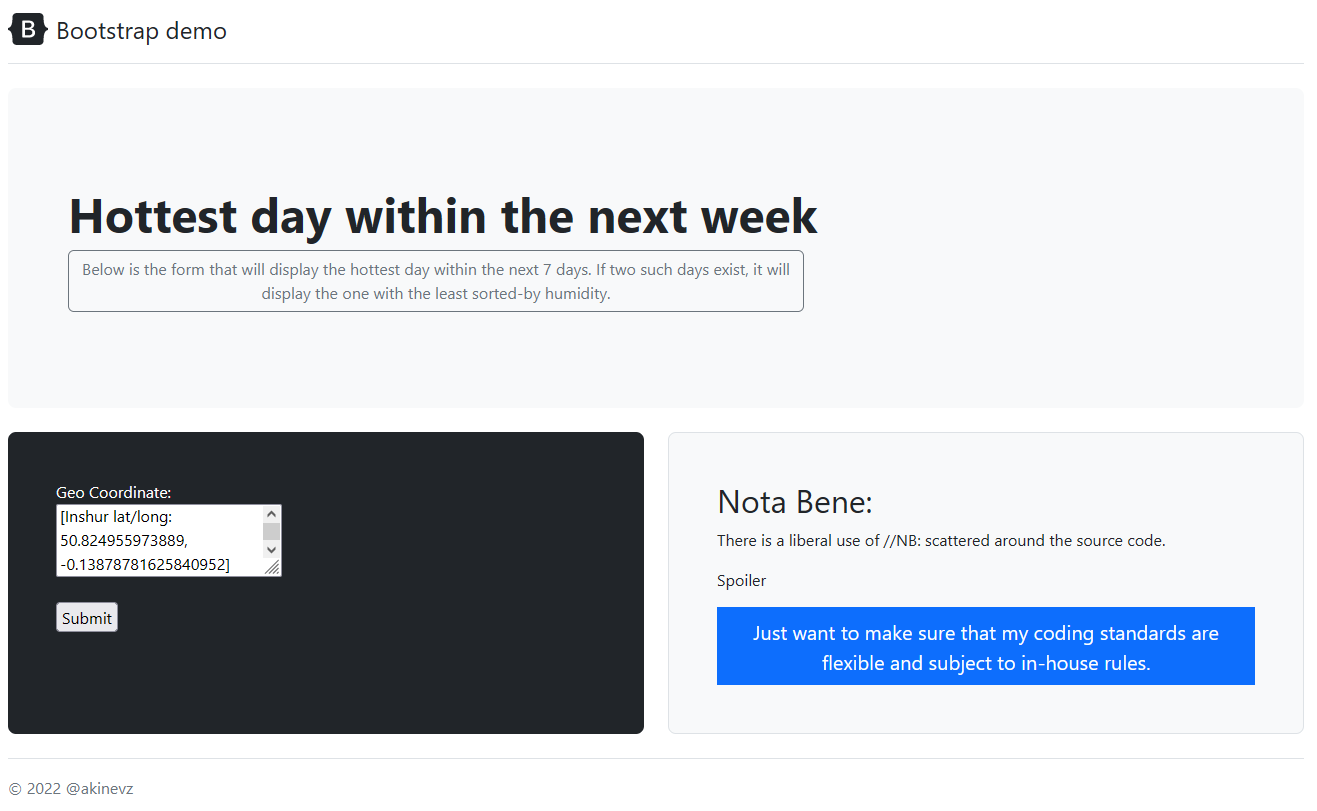 B Bootstrap demo
Hottest day within the next week
Below is the form that will display the hottest day within the next 7 days. If two such days exist, it will
display the one with the least sorted-by humidity.
Geo Coordinate:
[Inshur lat/long:
50.824955973889,
-0.13878781625840952]
Submit
Nota Bene:
There is a liberal use of //NB: scattered around the source code.
Spoiler
Just want to make sure that my coding standards are
flexible and subject to in-house rules.
© 2022 @akinevz